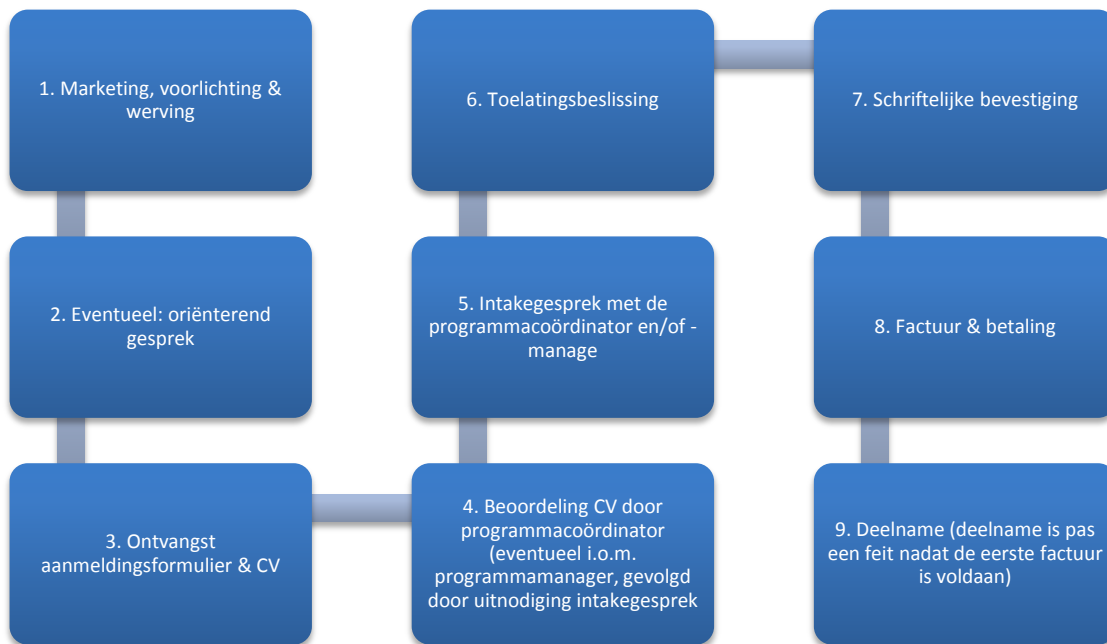 1. Marketing, voorlichting &
werving
2. Eventueel: oriënterend
gesprek
3. Ontvangst
aanmeldingsformulier & CV
4. Beoordeling CV door
programmacoördinator
(eventueel i.o.m.
programmamanager, gevolgd
door uitnodiging intakegesprek
5. Intakegesprek met de
programmacoördinator en/of -
manage
6. Toelatingsbeslissing
7. Schriftelijke bevestiging
8. Factuur & betaling
9. Deelname (deelname is pas
een feit nadat de eerste factuur
is voldaan)